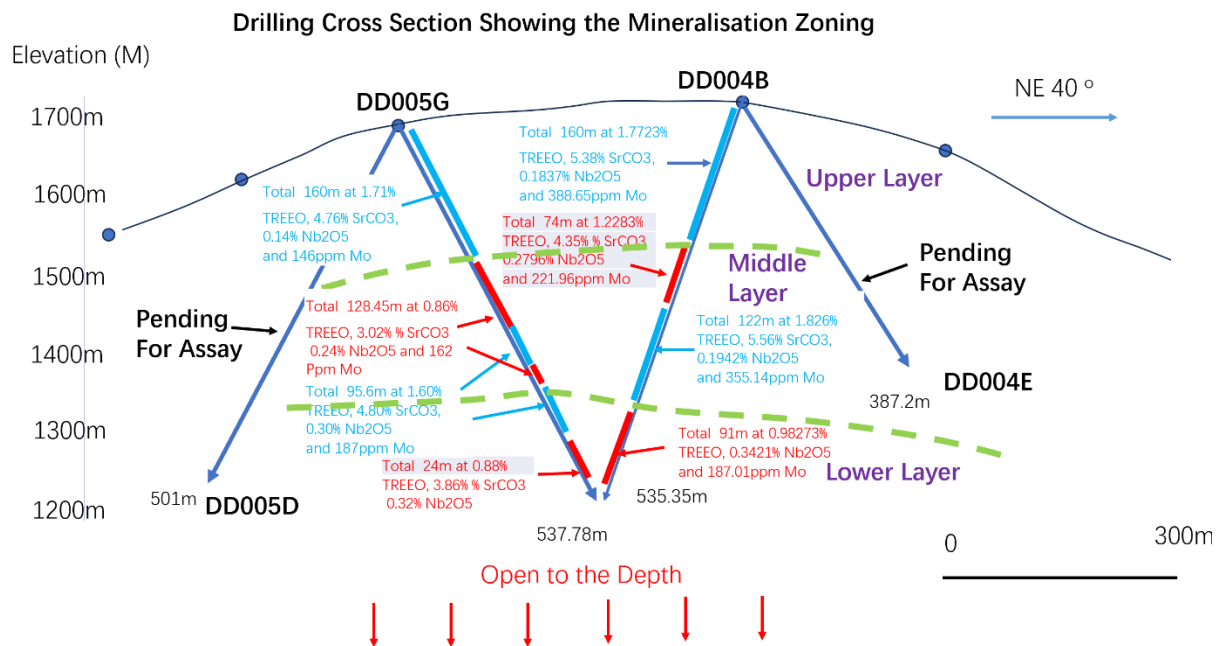 Drilling Cross Section Showing the Mineralisation Zoning
Elevation (M)
1700m
1600m
1500m
1400m
1300m
1200m
DD005G
DD004B
NE 40 °
Total 160m at 1.7723%
TREEO, 5.38% SrCO3,
0.1837% Nb2O5
and 388.65ppm Mo
Upper Layer
Total 160m at 1.71%
TREEO, 4.76% SrCO3,
0.14% Nb2O5
and 146ppm Mo
Total 74m at 1.2283%
TREEO, 4.35% % SrCO3
0.2796% Nb2O5
and 221.96ppm Mo
Middle
Layer
Pending
For Assay
Total 128.45m at 0.86%
TREEO, 3.02% % SrCO3
0.24% Nb2O5 and 162
Ppm Mo
Pending
For Assay
Total 122m at 1.826%
TREEO, 5.56% SrCO3,
0.1942% Nb2O5
and 355.14ppm Mo
Total 95.6m at 1.60%
TREEO, 4.80% SrCO3,
0.30% Nb2O5
and 187ppm Mo
DD004E
387.2m
Total 91m at 0.98273%
TREEO, 0.3421% Nb2O5
and 187.01ppm Mo
Lower Layer
Total 24m at 0.88%
TREEO, 3.86% % SrCO3
0.32% Nb2O5
501m
DD005D
535.35m
537.78m
0
300m
Open to the Depth